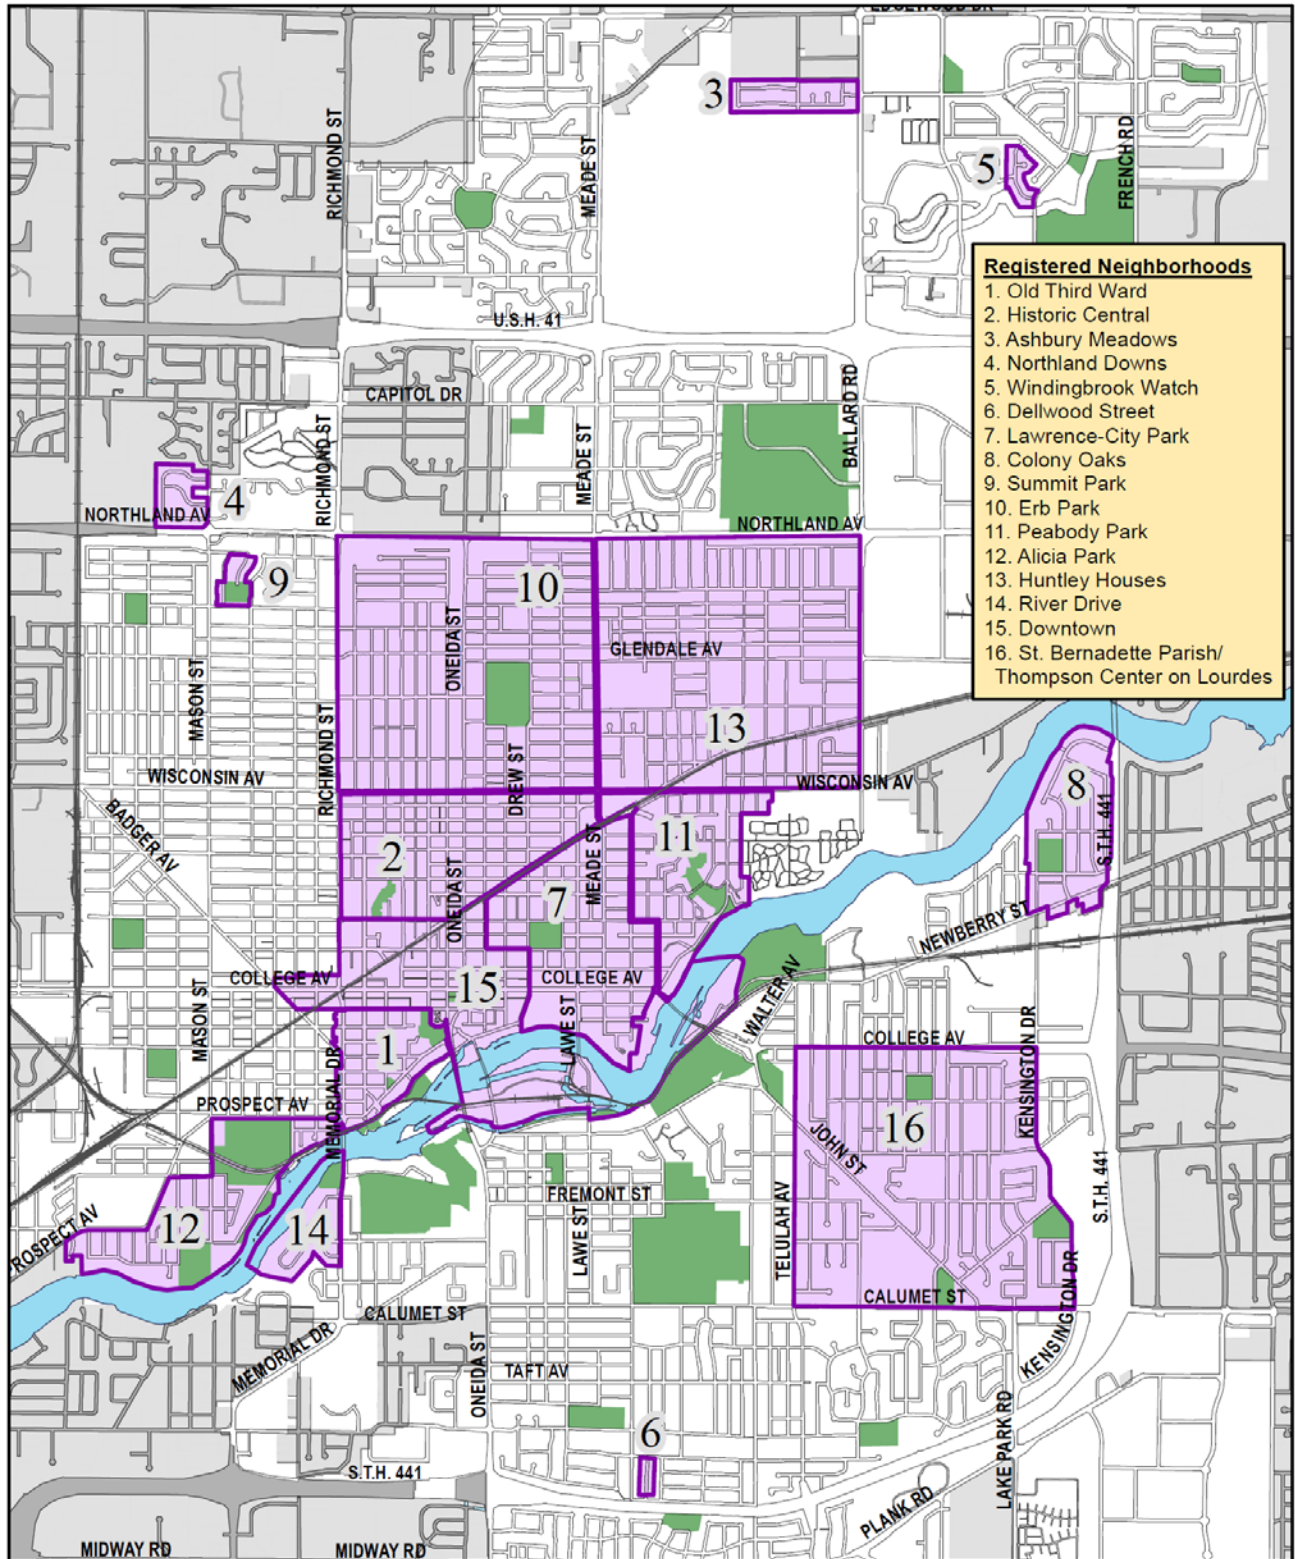 EDGEWOOD DR
3
RICHMOND ST
MEADE ST
5
FRENCH RD
Registered Neighborhoods
1. Old Third Ward
2. Historic Central
3. Ashbury Meadows
4. Northland Downs
5. Windingbrook Watch
6. Dellwood Street
7. Lawrence-City Park
8. Colony Oaks
9. Summit Park
10. Erb Park
11. Peabody Park
12. Alicia Park
13. Huntley Houses
14. River Drive
15. Downtown
16. St. Bernadette Parish/
Thompson Center on Lourdes
U.S.H. 41
CAPITOL DR
BALLARD RD
RICHMOND ST
MEADE ST
4
NORTHLAND AV
NORTHLAND AV
9
10
ONEIDA ST
GLENDALE AV
MASON ST
RICHMOND ST
13
DREW ST
WISCONSIN AV
WISCONSIN AV
8
S.T.H. 441
BADGER AV
2
11
MEADE ST
ONEIDA ST
7
NEWBERRY ST
COLLEGE AV
15
COLLEGE AV
WALTER AV
MASON ST
LAWE ST
1
COLLEGE AV
KENSINGTON DR
MEMORIAL DR
PROSPECT AV
16
JOHN ST
S.T.H. 441
FREMONT ST
TELULAH AV
LAWE ST
12
14
PROSPECT AV
CALUMET ST
CALUMET ST
KENSINGTON DR
MEMORIAL DR
ONEIDA ST
TAFT AV
LAKE PARK RD
6
S.T.H. 441
PLANK RD
MIDWAY RD
MIDWAY RD